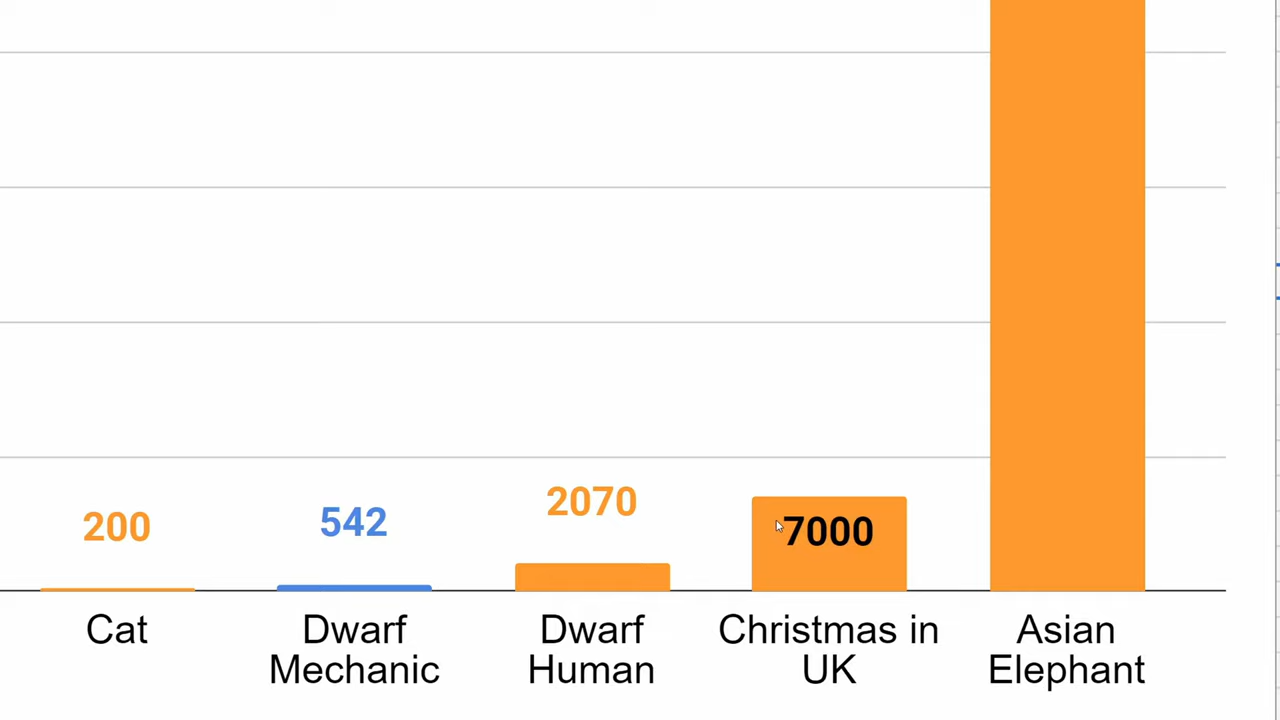 200
542
2070
7000
Cat
Dwarf
Mechanic
Dwarf
Human
Christmas in
UK
Asian
Elephant